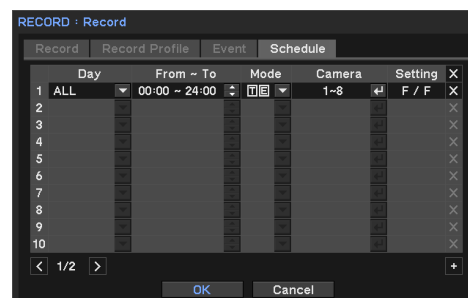 RECORD : Record
Record Record Profile Event Schedule
Day From ~ To Mode Camera Setting X
1 ALL 00:00 ~ 24:00 T E 1~8 F / F X
2 X
3 X
4 X
5 X
6 X
7 X
8 X
9 X
10 X
< 1/2 > +
OK Cancel